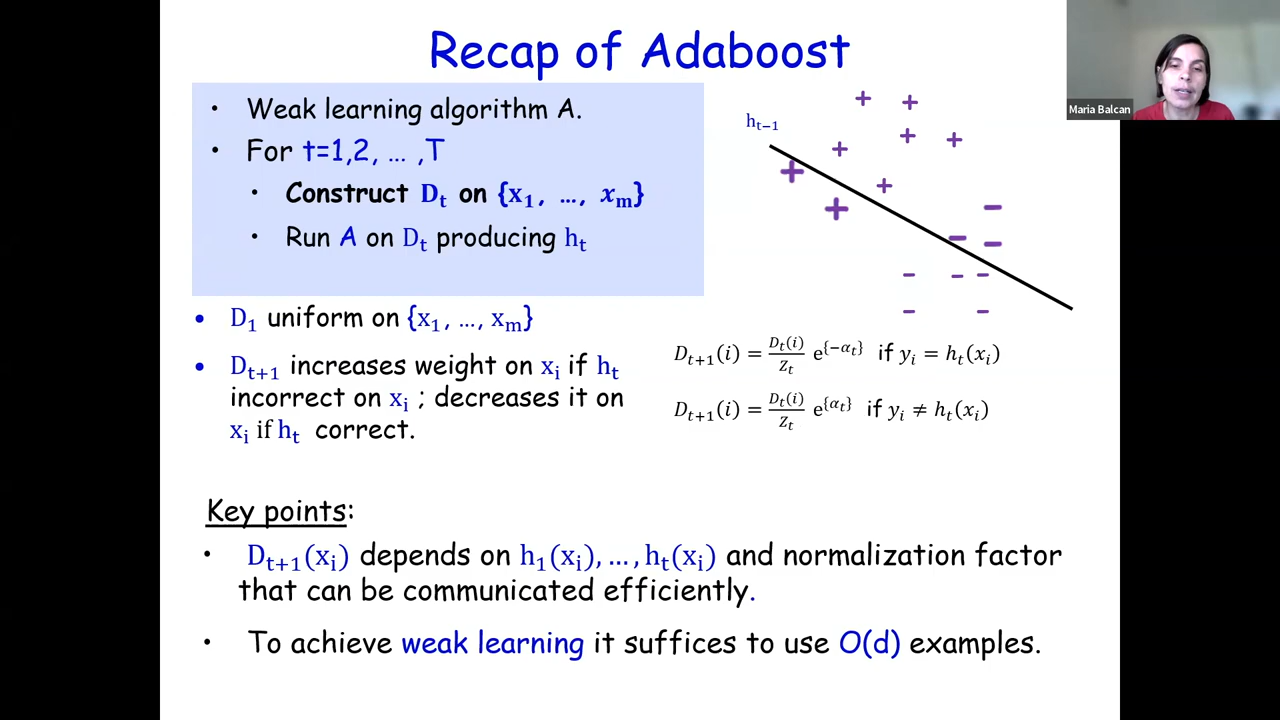 Recap of Adaboost
Maria Balcan
• Weak learning algorithm A.
• For t=1,2, … ,T
• Construct Dₜ on {x₁, …, xₘ}
• Run A on Dₜ producing hₜ
hₜ₋₁
• D₁ uniform on {x₁, …, xₘ}
• Dₜ₊₁ increases weight on xᵢ if hₜ
incorrect on xᵢ ; decreases it on
xᵢ if hₜ correct.
Dₜ₊₁(i) = Dₜ(i)/Zₜ e^{−αₜ} if yᵢ = hₜ(xᵢ)
Dₜ₊₁(i) = Dₜ(i)/Zₜ e^{αₜ} if yᵢ ≠ hₜ(xᵢ)
Key points:
• Dₜ₊₁(xᵢ) depends on h₁(xᵢ), … , hₜ(xᵢ) and normalization factor
that can be communicated efficiently.
• To achieve weak learning it suffices to use O(d) examples.